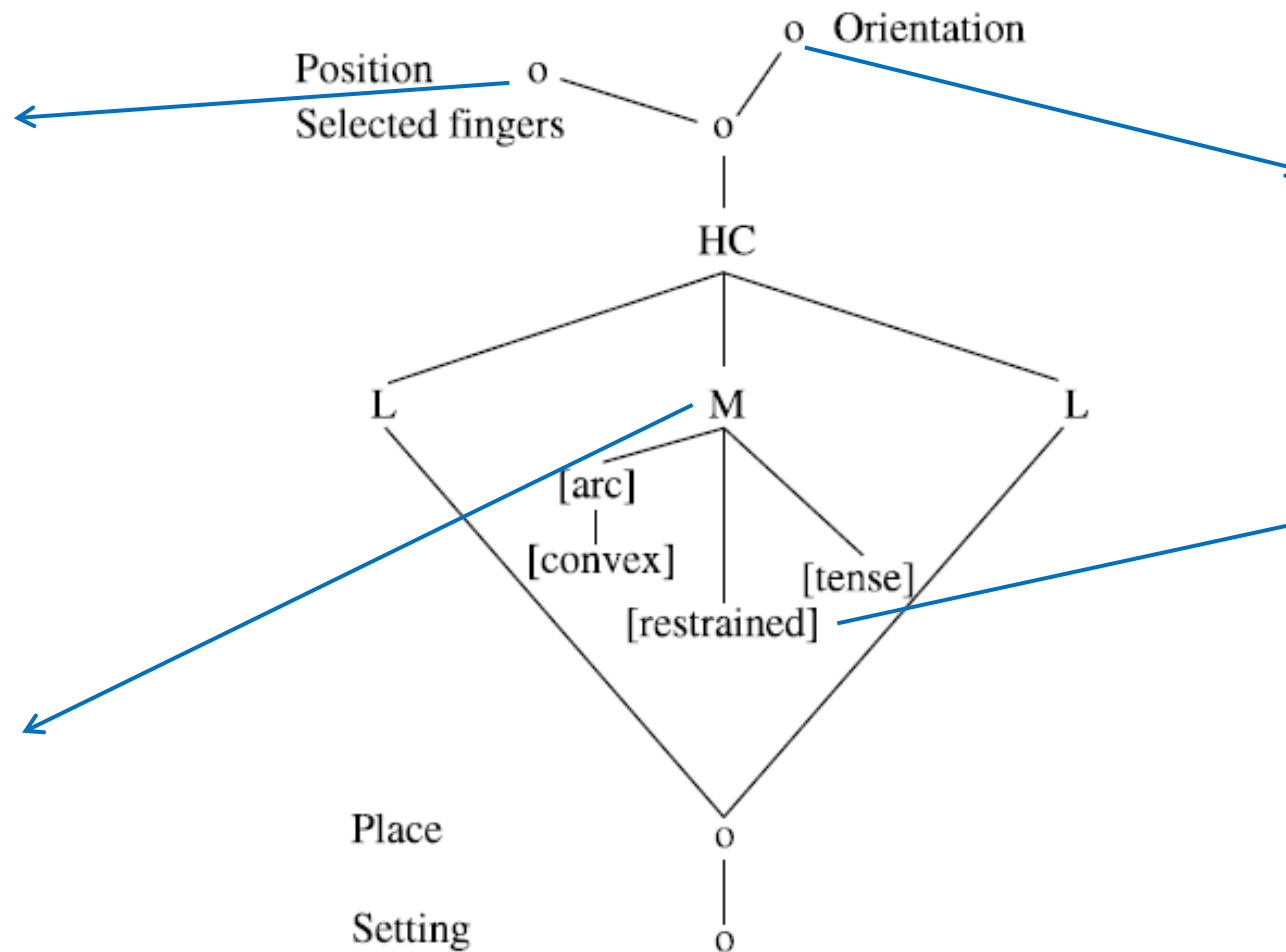 o Orientation
Position o
Selected fingers
o
HC
L M L
[arc]
[convex]
[tense]
[restrained]
Place o
Setting o